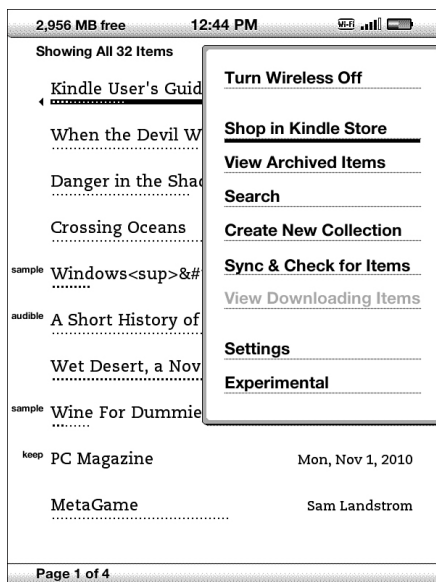 2,956 MB free 12:44 PM Wi-Fi
Showing All 32 Items
Kindle User's Guid
When the Devil W
Danger in the Shad
Crossing Oceans
sample Windows<sup>&#
audible A Short History of
Wet Desert, a Nov
sample Wine For Dummie
keep PC Magazine Mon, Nov 1, 2010
MetaGame Sam Landstrom
Turn Wireless Off
Shop in Kindle Store
View Archived Items
Search
Create New Collection
Sync & Check for Items
View Downloading Items
Settings
Experimental
Page 1 of 4